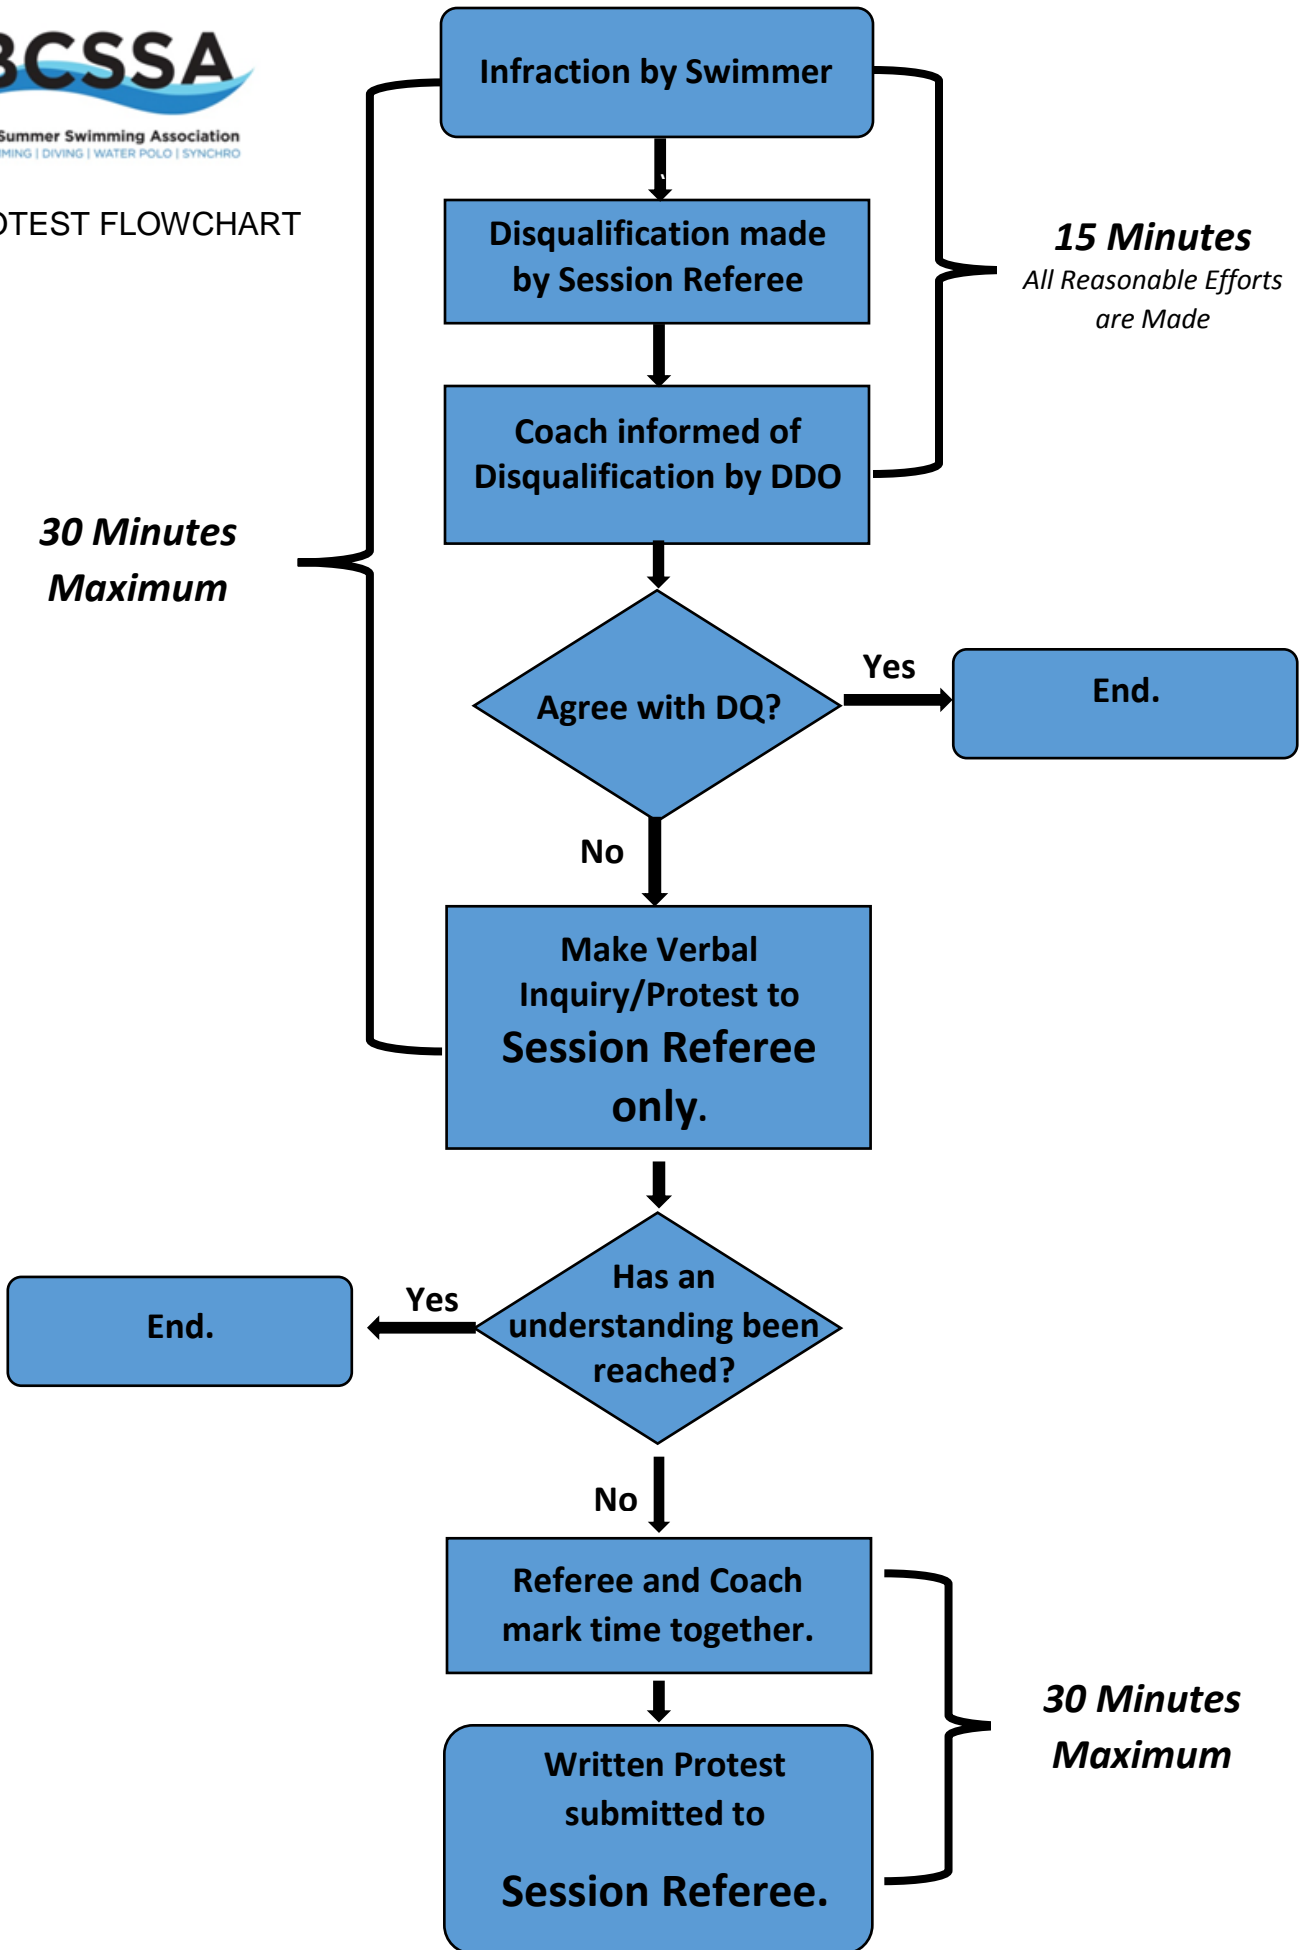 BCSSA
Summer Swimming Association
DIVING | WATER POLO | SYNCHRO
FLOWCHART
Infraction by Swimmer
Disqualification made
by Session Referee
15 Minutes
All Reasonable Efforts
are Made
Coach informed of
Disqualification by DDO
30 Minutes
Maximum
Agree with DQ?
Yes
End.
No
Make Verbal
Inquiry/Protest to
Session Referee
only.
Has an
understanding been
reached?
Yes
End.
No
Referee and Coach
mark time together.
30 Minutes
Maximum
Written Protest
submitted to
Session Referee.